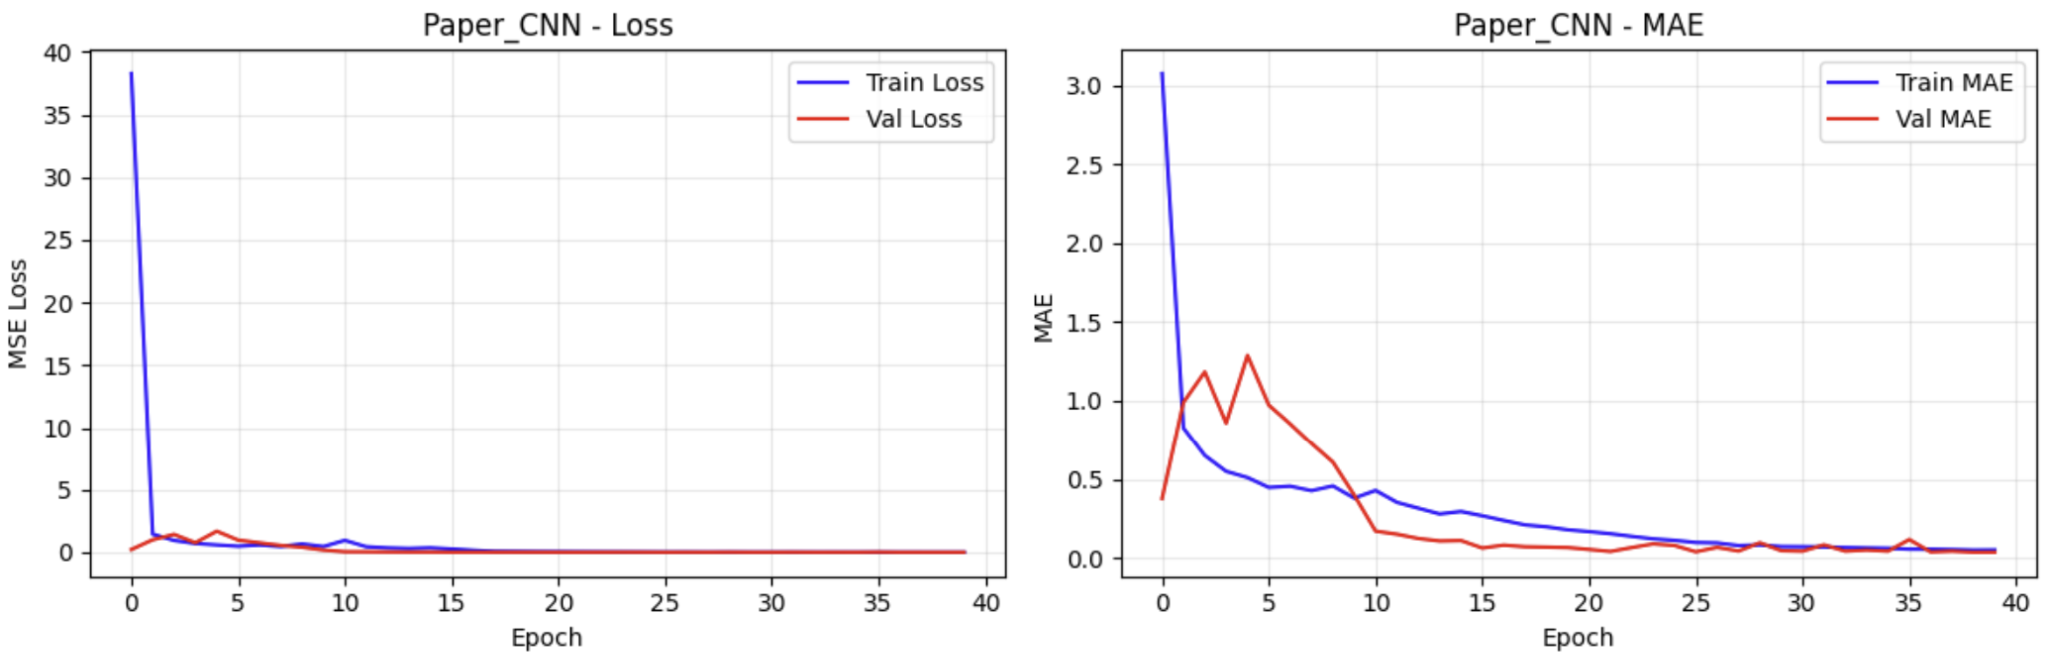 Paper_CNN - Loss
40
35
30
25
20
15
10
5
0
MSE Loss
Train Loss
Val Loss
0 5 10 15 20 25 30 35 40
Epoch
Paper_CNN - MAE
3.0
2.5
2.0
1.5
1.0
0.5
0.0
MAE
Train MAE
Val MAE
0 5 10 15 20 25 30 35 40
Epoch